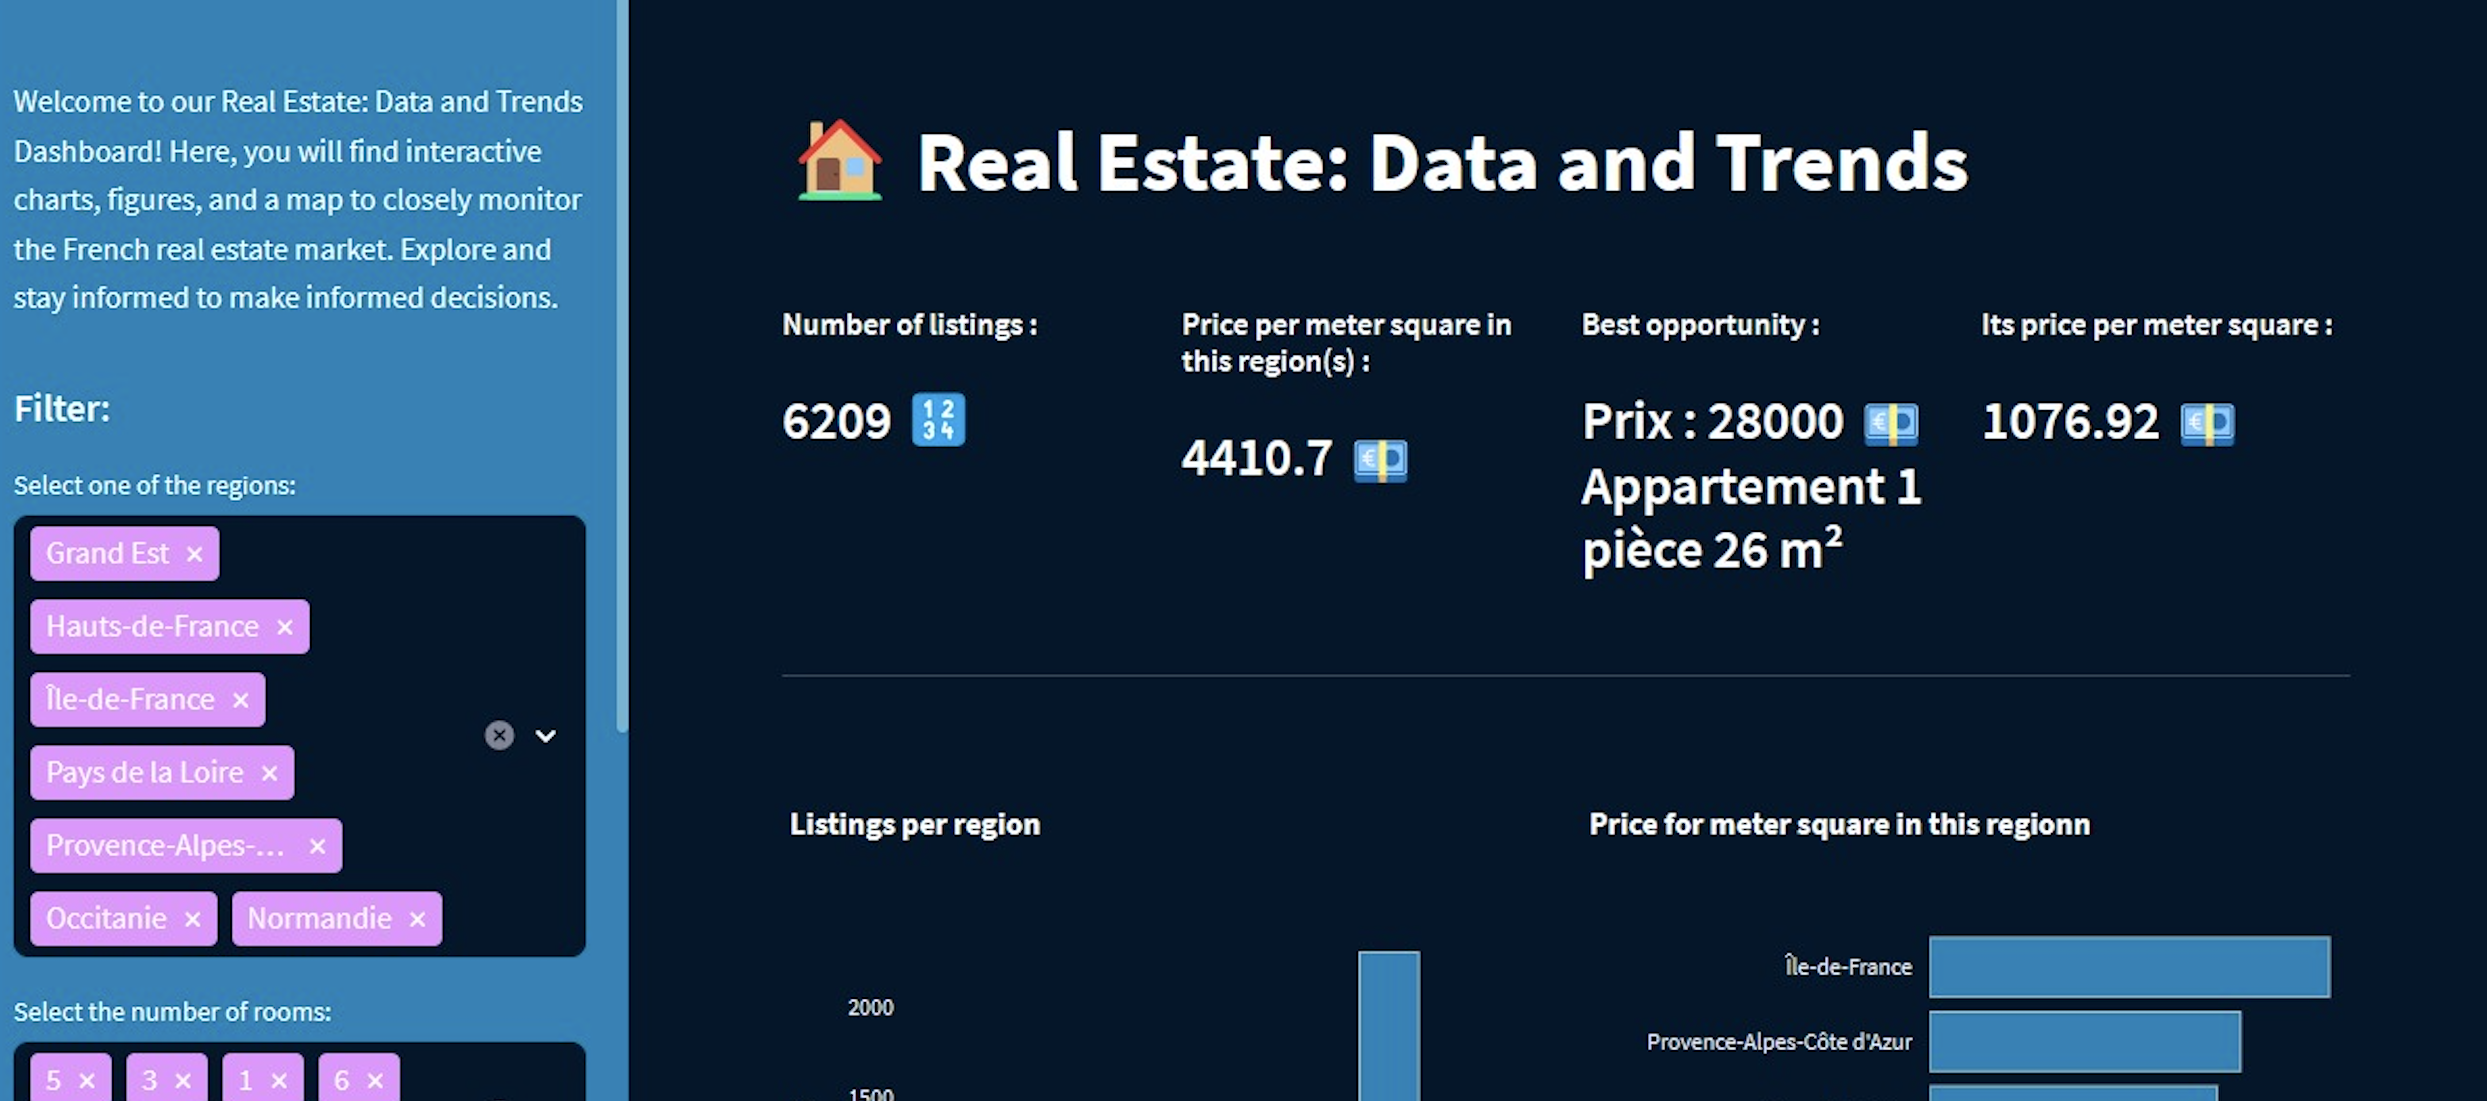 Welcome to our Real Estate: Data and Trends
Dashboard! Here, you will find interactive
charts, figures, and a map to closely monitor
the French real estate market. Explore and
stay informed to make informed decisions.
Filter:
Select one of the regions:
Grand Est
Hauts-de-France
Île-de-France
Pays de la Loire
Provence-Alpes-...
Occitanie Normandie
Select the number of rooms:
5 3 1 6
Real Estate: Data and Trends
Number of listings :
6209
Price per meter square in
this region(s) :
4410.7
Best opportunity :
Prix : 28000
Appartement 1
pièce 26 m²
Its price per meter square :
1076.92
Listings per region
2000
1500
Price for meter square in this regionn
Île-de-France
Provence-Alpes-Côte d'Azur